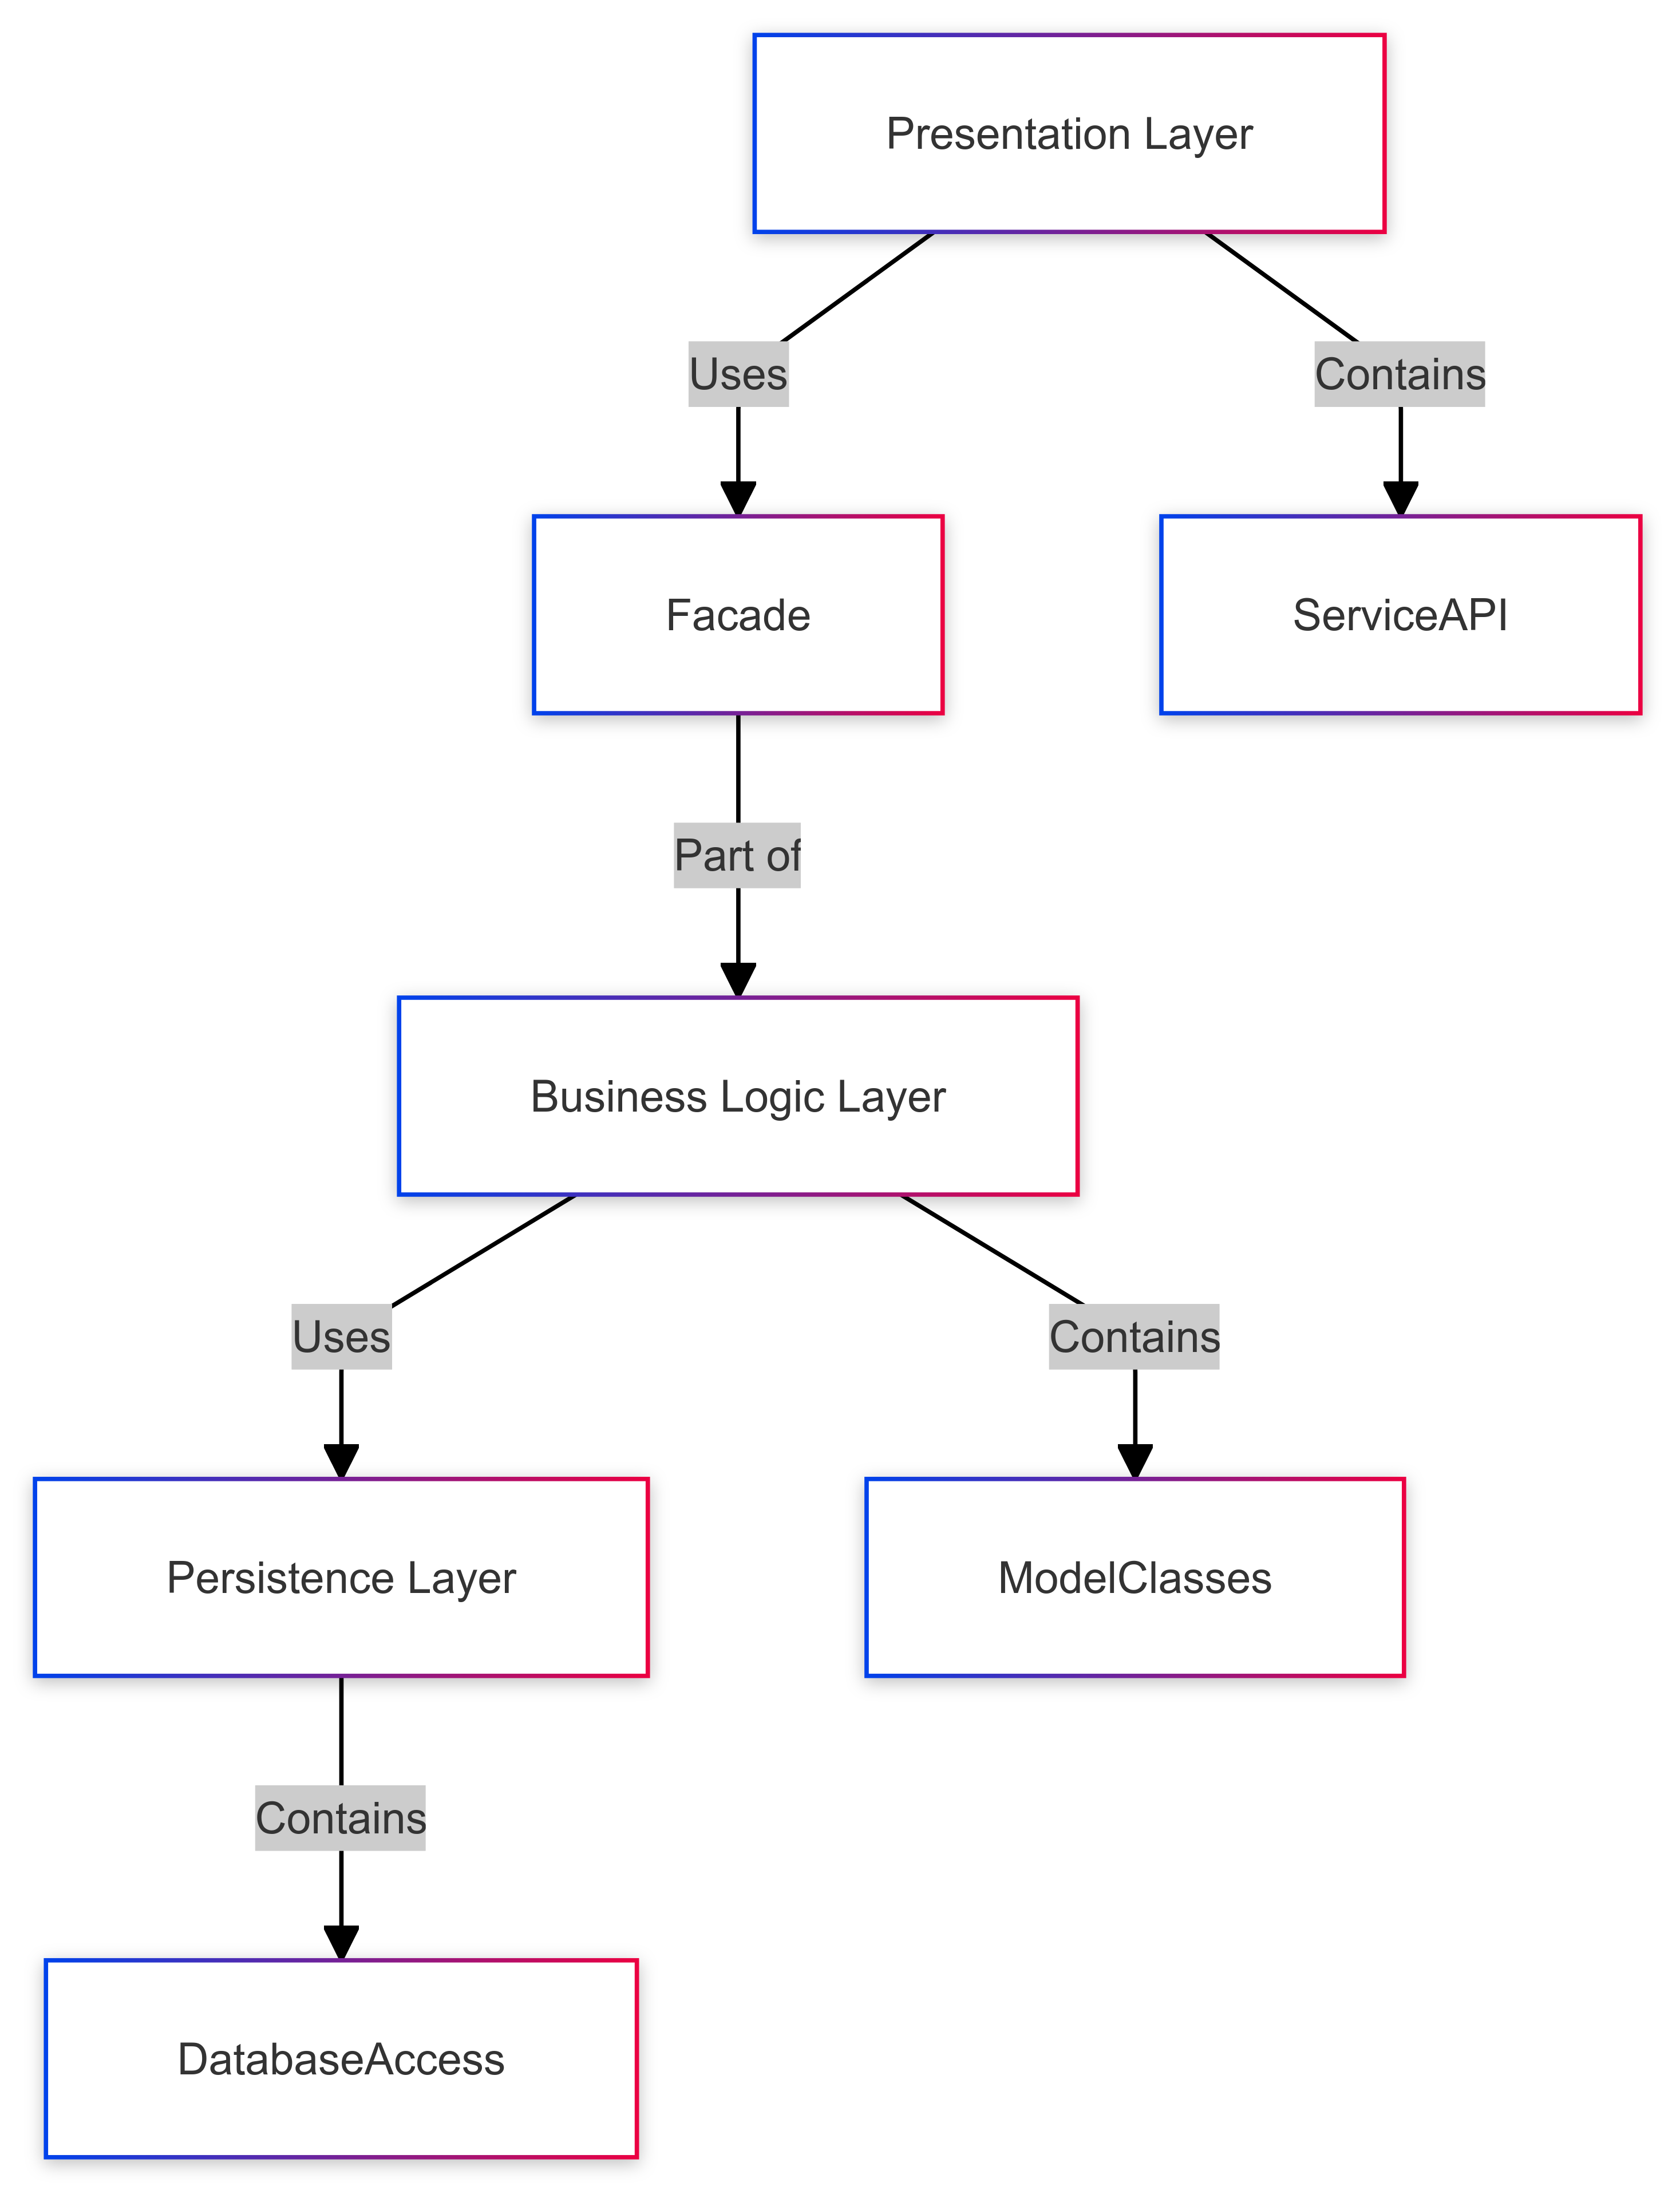 Presentation Layer
Uses
Contains
Facade
ServiceAPI
Part of
Business Logic Layer
Uses
Contains
Persistence Layer
ModelClasses
Contains
DatabaseAccess